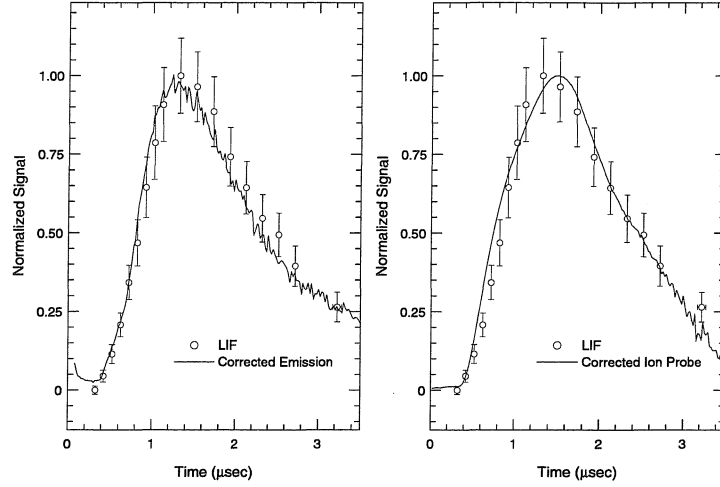 1.00
0.75
0.50
0.25
0
Normalized Signal
LIF
Corrected Emission
0
1
2
3
Time (μsec)
1.00
0.75
0.50
0.25
0
Normalized Signal
LIF
Corrected Ion Probe
0
1
2
3
Time (μsec)